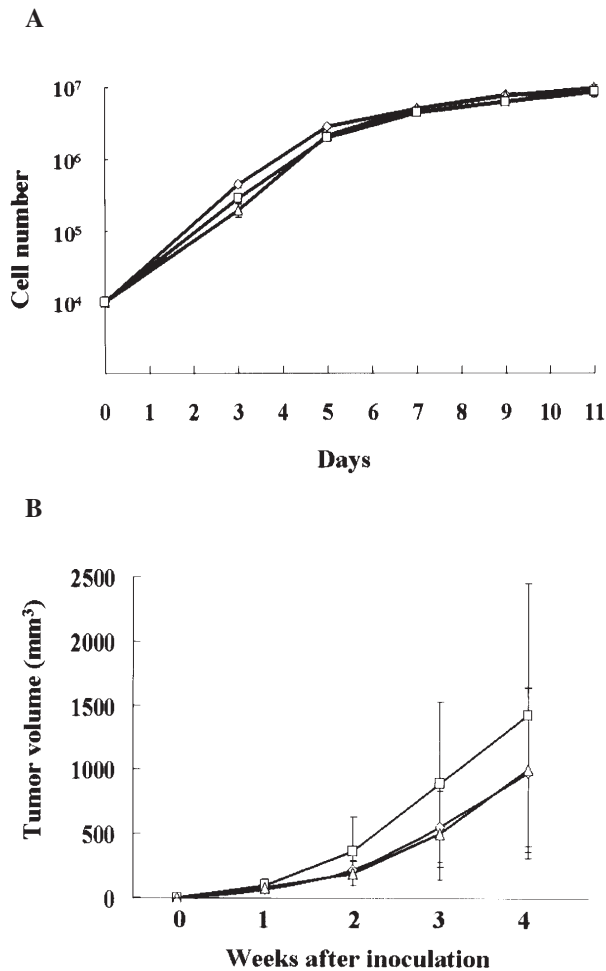 A
10⁷
10⁶
10⁵
10⁴
Cell number
0 1 2 3 4 5 6 7 8 9 10 11
Days
B
2500
2000
1500
1000
500
0
Tumor volume (mm³)
0 1 2 3 4
Weeks after inoculation